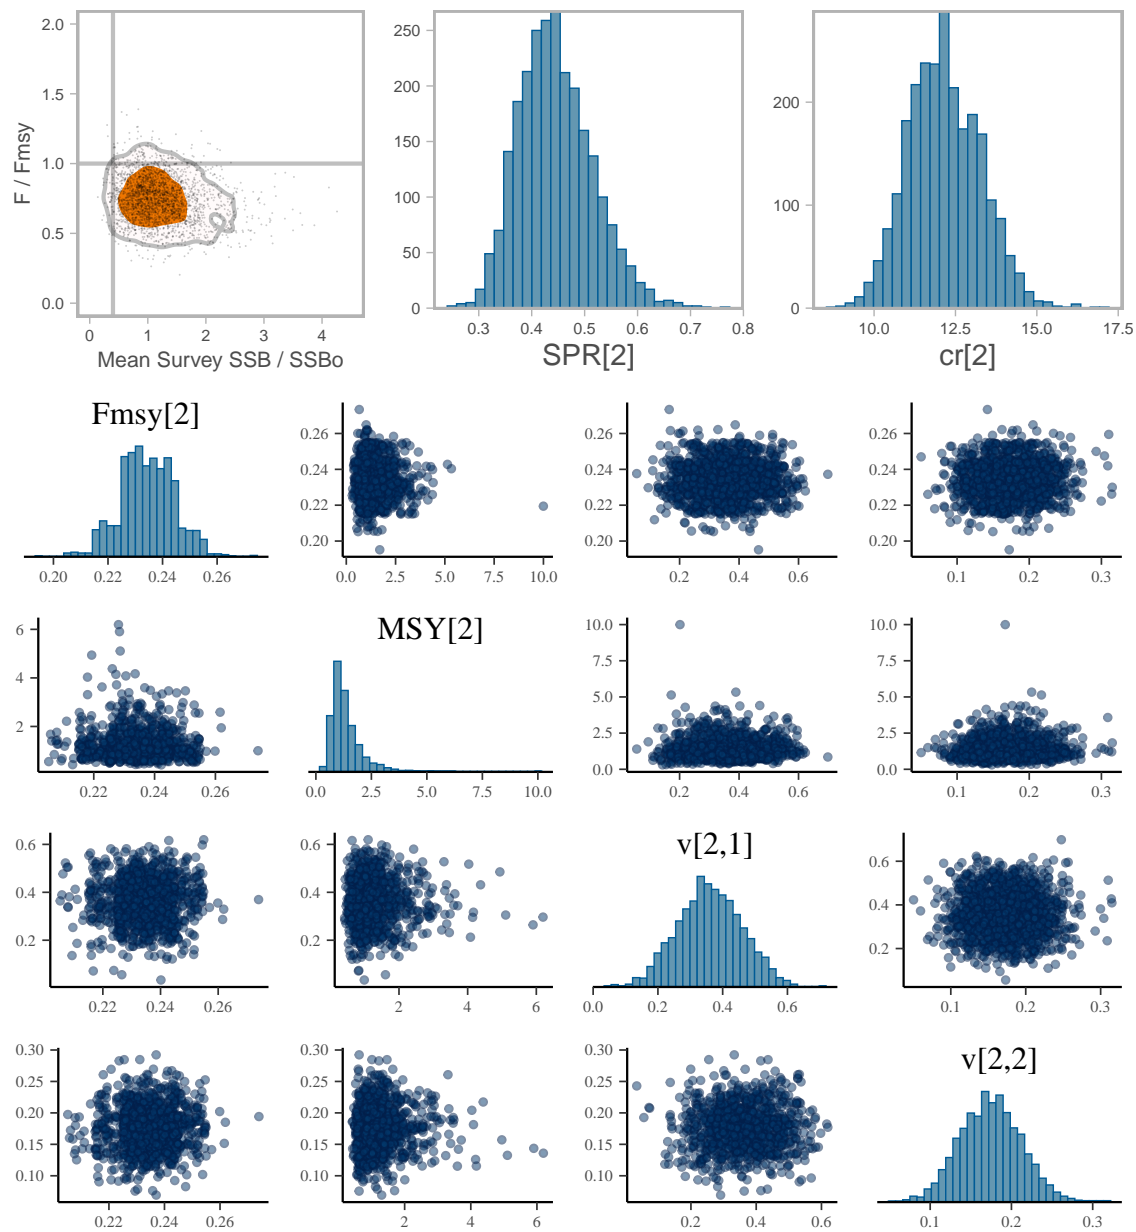 2.0
1.5
1.0
0.5
0.0
F / Fmsy
0 1 2 3 4
Mean Survey SSB / SSBo
250
200
150
100
50
0
0.3 0.4 0.5 0.6 0.7 0.8
SPR[2]
200
100
0
10.0 12.5 15.0 17.5
cr[2]
Fmsy[2]
0.20 0.22 0.24 0.26
0.26
0.24
0.22
0.20
0.0 2.5 5.0 7.5 10.0
0.26
0.24
0.22
0.20
0.2 0.4 0.6
0.26
0.24
0.22
0.20
0.1 0.2 0.3
6
4
2
0.22 0.24 0.26
MSY[2]
0.0 2.5 5.0 7.5 10.0
10.0
7.5
5.0
2.5
0.0
0.2 0.4 0.6
10.0
7.5
5.0
2.5
0.0
0.1 0.2 0.3
0.6
0.4
0.2
0.22 0.24 0.26
0.6
0.4
0.2
2 4 6
v[2,1]
0.0 0.2 0.4 0.6
0.6
0.4
0.2
0.1 0.2 0.3
0.30
0.25
0.20
0.15
0.10
0.22 0.24 0.26
0.30
0.25
0.20
0.15
0.10
2 4 6
0.30
0.25
0.20
0.15
0.10
0.2 0.4 0.6
v[2,2]
0.1 0.2 0.3